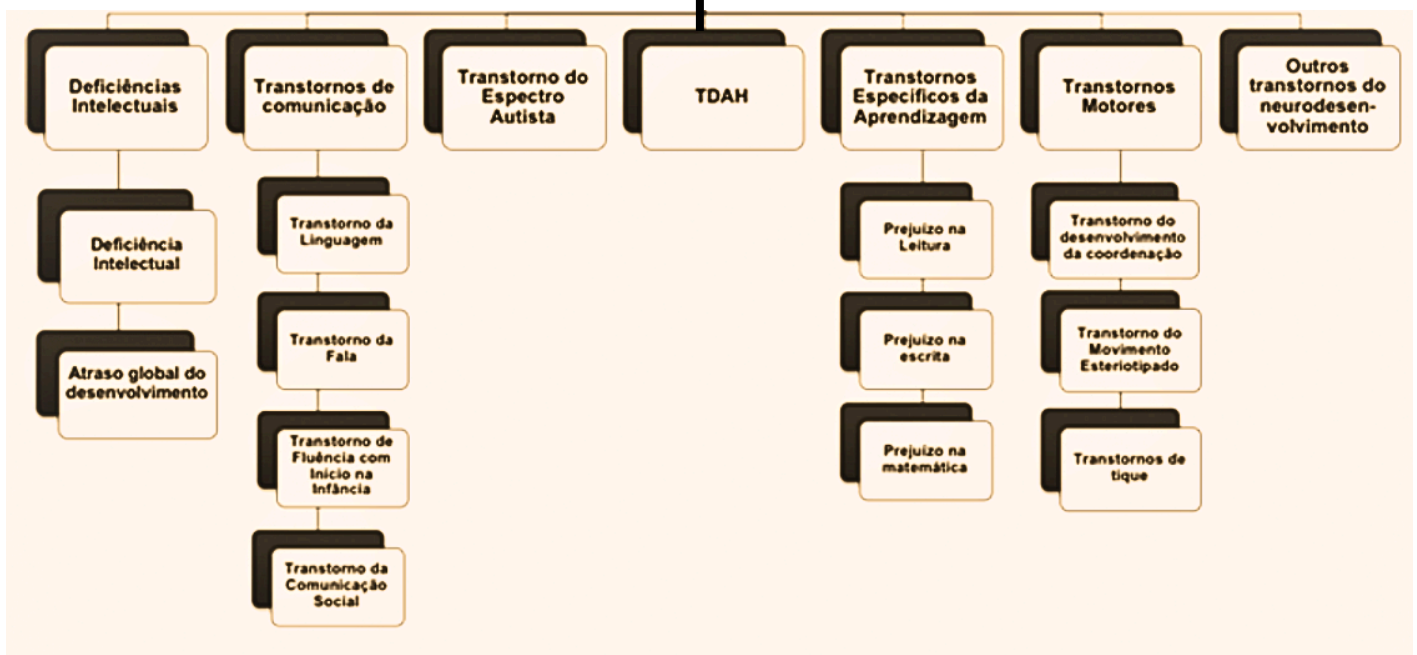 Deficiências
Intelectuais
Transtornos de
comunicação
Transtorno do
Espectro
Autista
TDAH
Transtornos
Específicos da
Aprendizagem
Transtornos
Motores
Outros
transtornos do
neurodesen-
volvimento
Deficiência
Intelectual
Atraso global do
desenvolvimento
Transtorno da
Linguagem
Transtorno da
Fala
Transtorno de
Fluência com
Início na
Infância
Transtorno da
Comunicação
Social
Prejuízo na
Leitura
Prejuízo na
escrita
Prejuízo na
matemática
Transtorno do
desenvolvimento
da coordenação
Transtorno do
Movimento
Esteriotipado
Transtornos de
tique